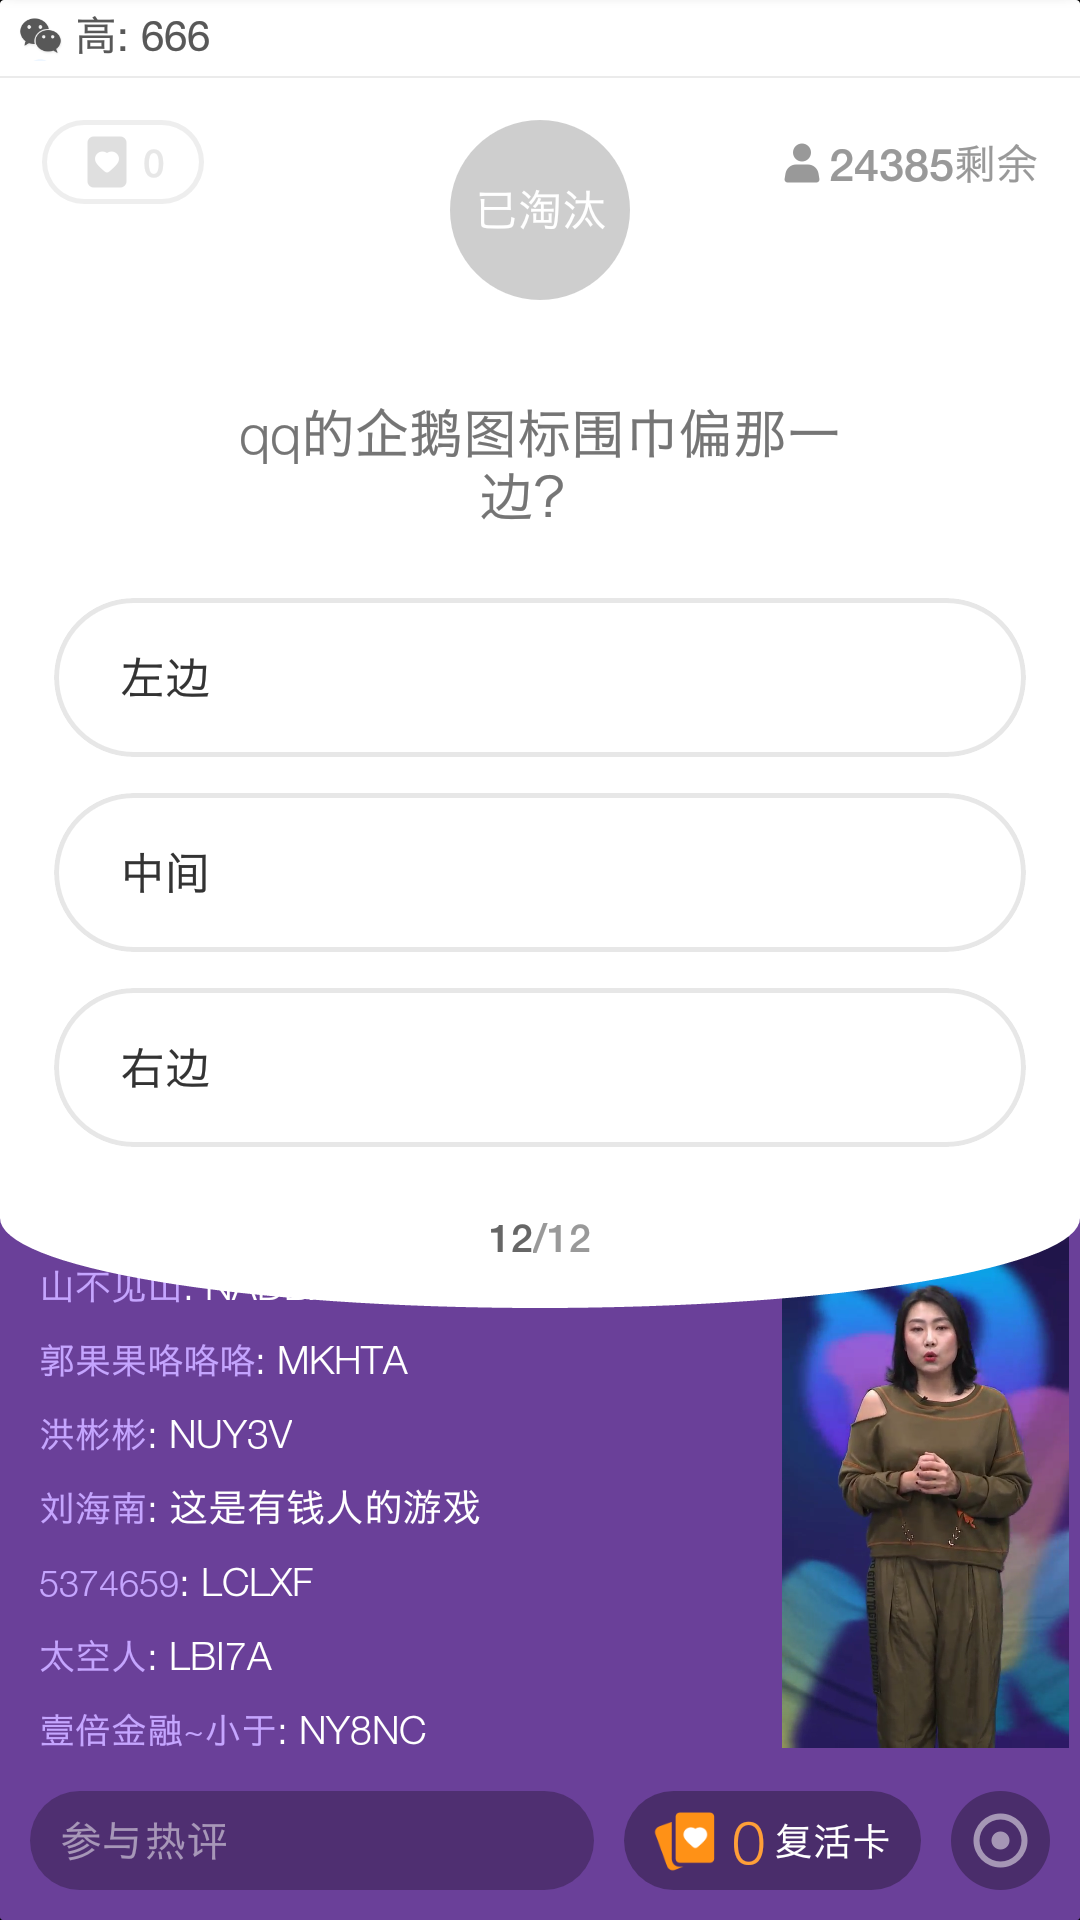 高: 666
0
已淘汰
24385剩余
qq的企鹅图标围巾偏那一
边?
左边
中间
右边
12/12
山不见山:
郭果果咯咯咯: MKHTA
洪彬彬: NUY3V
刘海南: 这是有钱人的游戏
5374659: LCLXF
太空人: LBI7A
壹倍金融~小于: NY8NC
参与热评
0复活卡